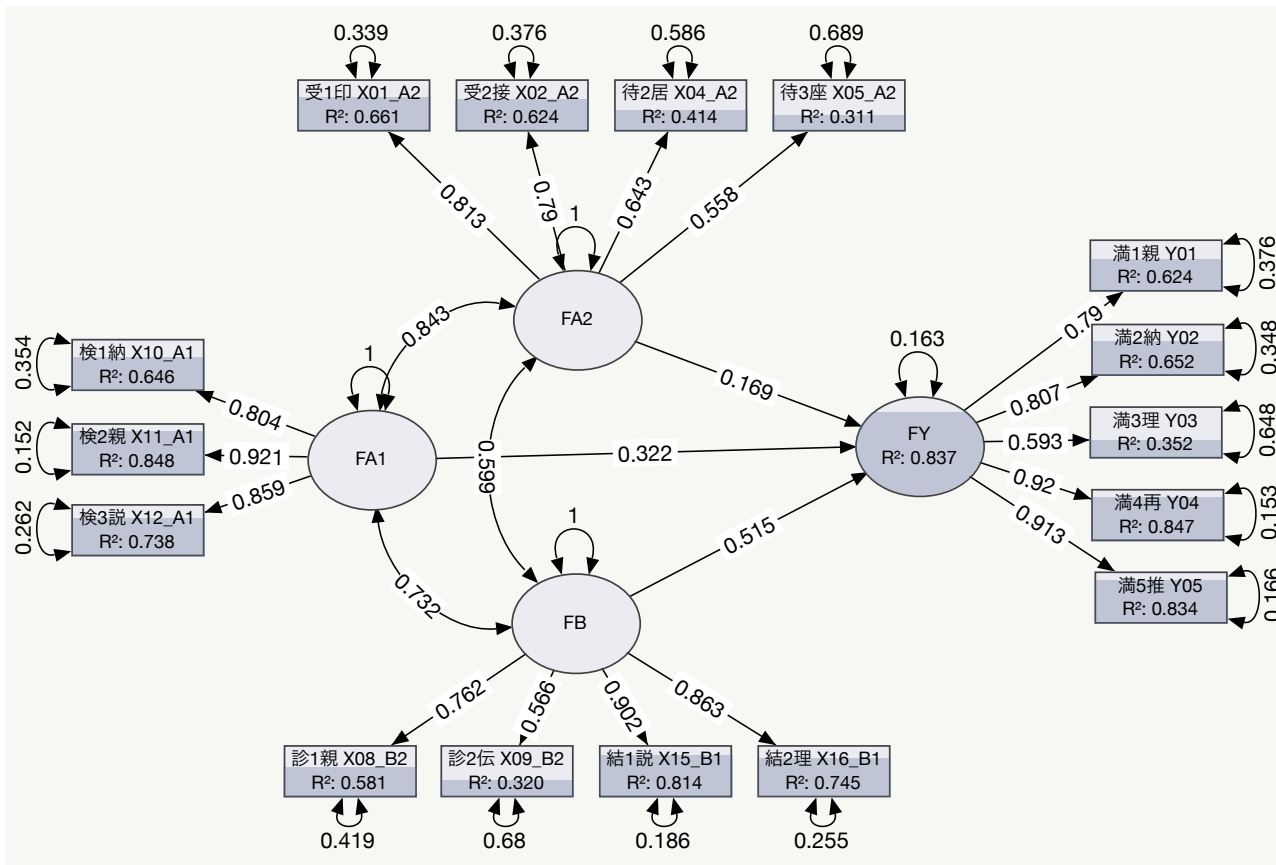 0.339
0.376
0.586
0.689
受1印 X01_A2
R²: 0.661
受2接 X02_A2
R²: 0.624
待2居 X04_A2
R²: 0.414
待3座 X05_A2
R²: 0.311
0.813
0.79
0.643
0.558
1
FA2
0.843
0.169
0.599
1
FA1
0.322
0.732
0.354
検1納 X10_A1
R²: 0.646
0.804
0.152
検2親 X11_A1
R²: 0.848
0.921
0.262
検3説 X12_A1
R²: 0.738
0.859
0.163
FY
R²: 0.837
0.79
満1親 Y01
R²: 0.624
0.376
0.807
満2納 Y02
R²: 0.652
0.348
0.593
満3理 Y03
R²: 0.352
0.648
0.92
満4再 Y04
R²: 0.847
0.153
0.913
満5推 Y05
R²: 0.834
0.166
1
FB
0.515
0.762
0.566
0.902
0.863
診1親 X08_B2
R²: 0.581
診2伝 X09_B2
R²: 0.320
結1説 X15_B1
R²: 0.814
結2理 X16_B1
R²: 0.745
0.419
0.68
0.186
0.255